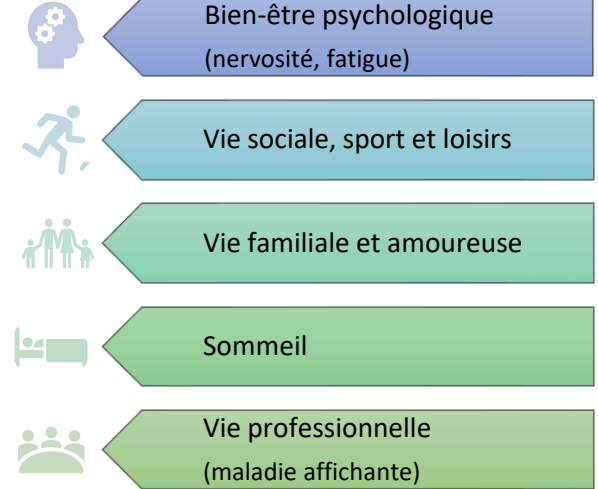 Bien-être psychologique
(nervosité, fatigue)
Vie sociale, sport et loisirs
Vie familiale et amoureuse
Sommeil
Vie professionnelle
(maladie affichante)